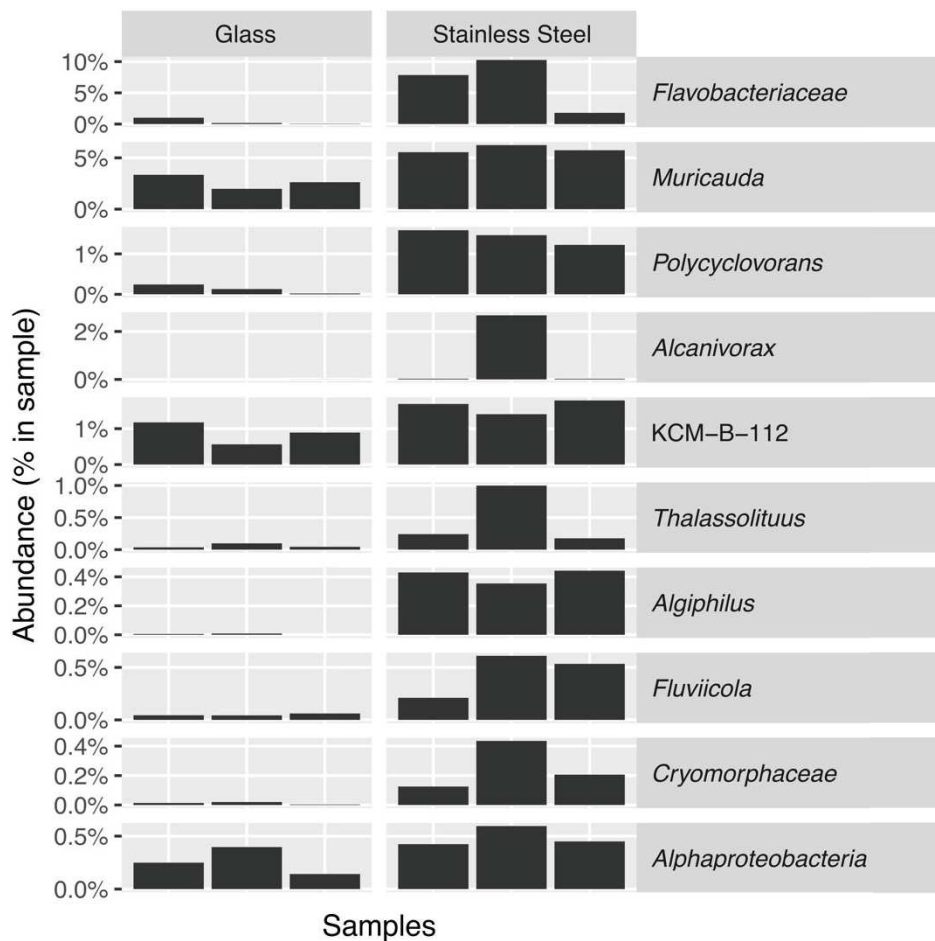 Glass
Stainless Steel
10%
5%
0%
Flavobacteriaceae
5%
0%
Muricauda
1%
0%
Polycyclovorans
2%
0%
Alcanivorax
1%
0%
KCM−B−112
1.0%
0.5%
0.0%
Thalassolituus
0.4%
0.2%
0.0%
Algiphilus
0.5%
0.0%
Fluviicola
0.4%
0.2%
0.0%
Cryomorphaceae
0.5%
0.0%
Alphaproteobacteria
Abundance (% in sample)
Samples